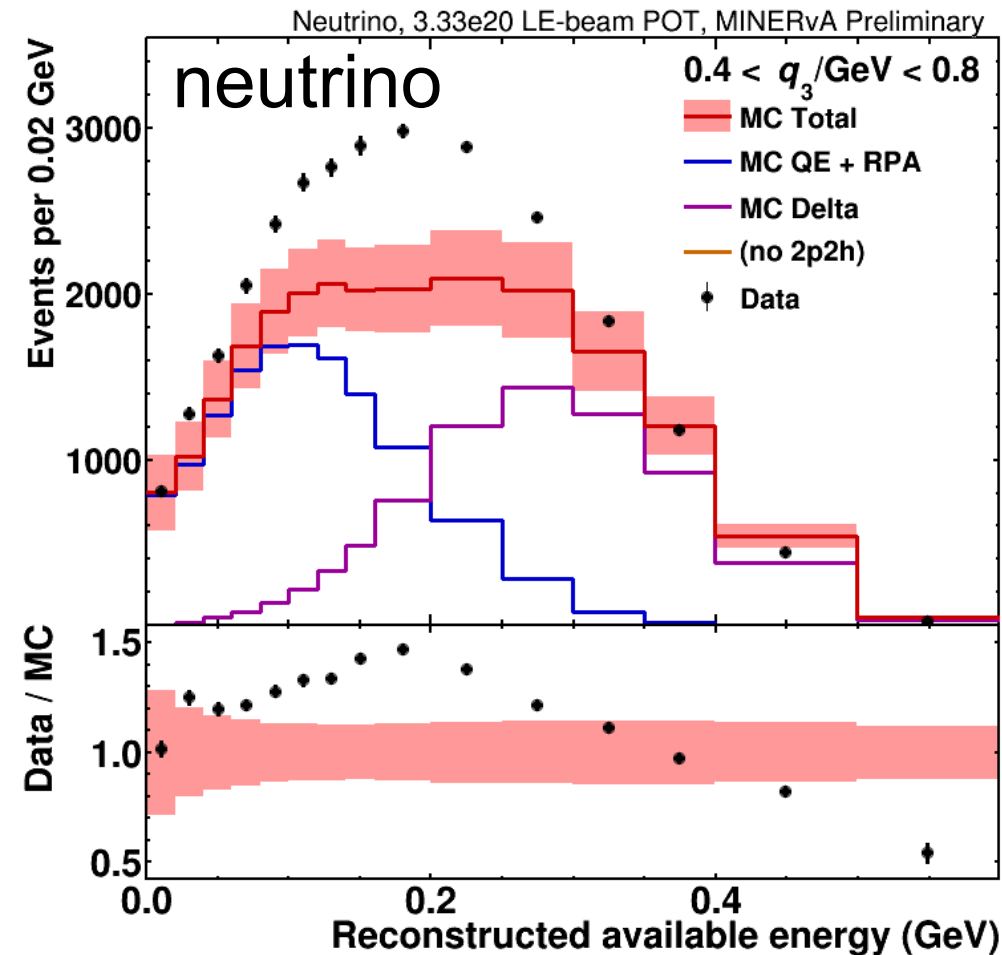 Neutrino, 3.33e20 LE-beam POT, MINERvA Preliminary
neutrino
0.4 < q3/GeV < 0.8
MC Total
MC QE + RPA
MC Delta
(no 2p2h)
Data
Events per 0.02 GeV
3000
2000
1000
Data / MC
1.5
1.0
0.5
0.0 0.2 0.4
Reconstructed available energy (GeV)